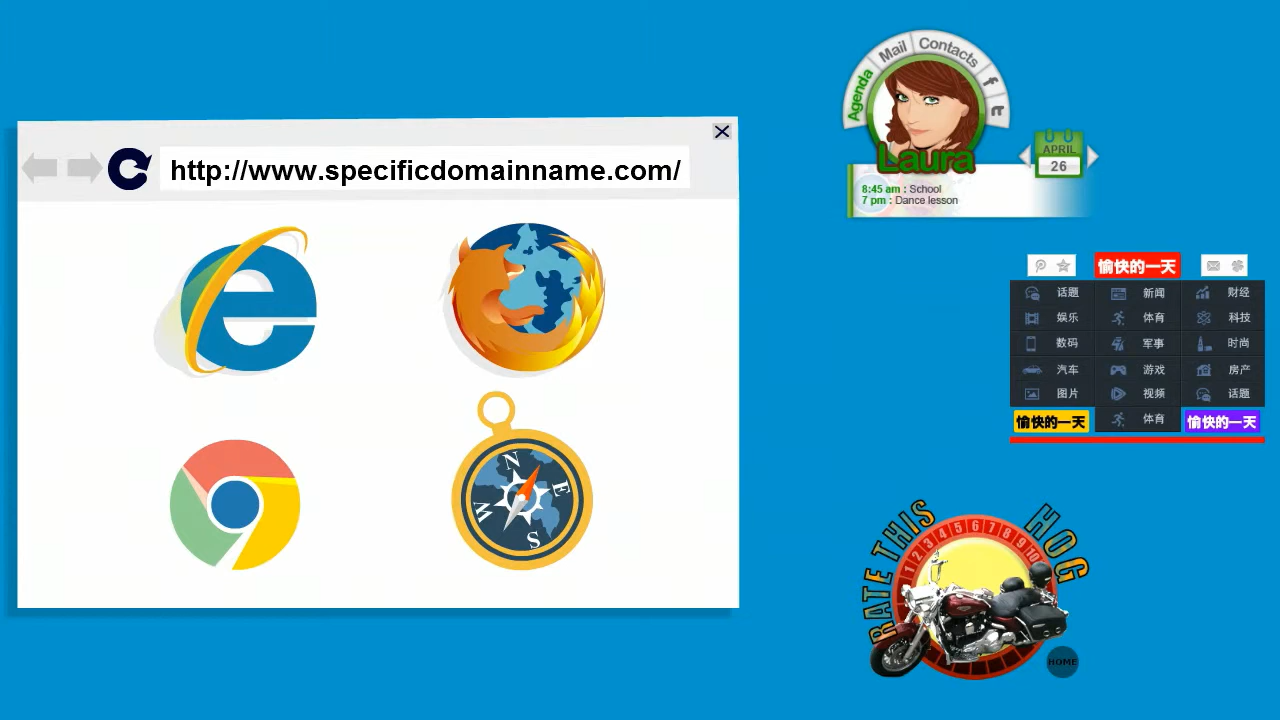 http://www.specificdomainname.com/
N
E
S
W
Agenda Mail Contacts
Laura
APRIL
26
8:45 am : School
7 pm : Dance lesson
愉快的一天
话题 新闻 财经
娱乐 体育 科技
数码 军事 时尚
汽车 游戏 房产
图片 视频 话题
愉快的一天 体育 愉快的一天
RATE THIS HOG
1 2 3 4 5 6 7 8 9 10
HOME